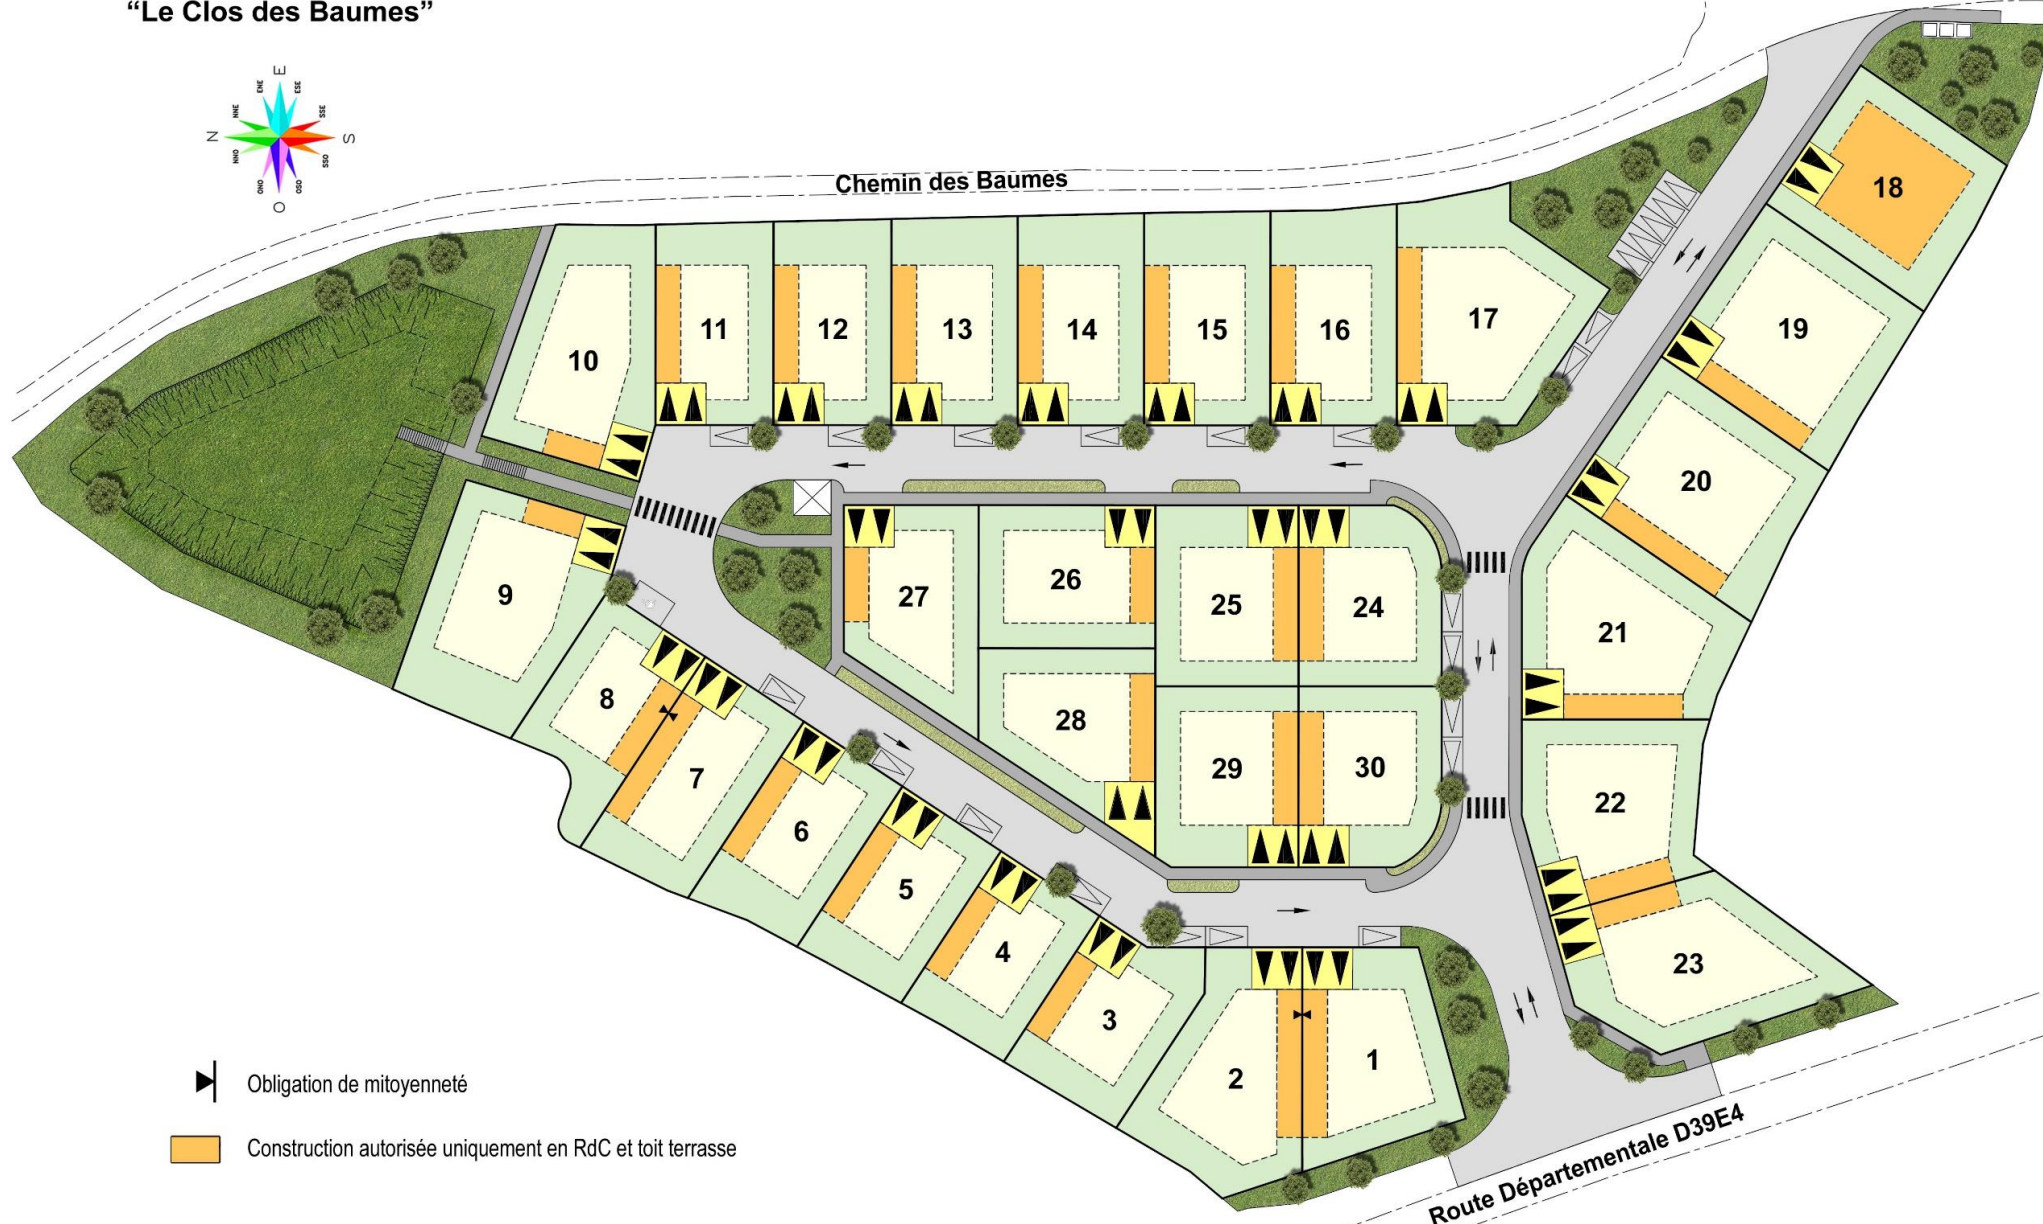 “Le Clos des Baumes”
E
ENE
ESE
NNE
SSE
N
S
NNO
SSO
ONO
OSO
O
Chemin des Baumes
18
10
11
12
13
14
15
16
17
19
20
9
27
26
25
24
21
8
7
28
29
30
22
6
5
4
3
23
2
1
Obligation de mitoyenneté
Construction autorisée uniquement en RdC et toit terrasse
Route Départementale D39E4